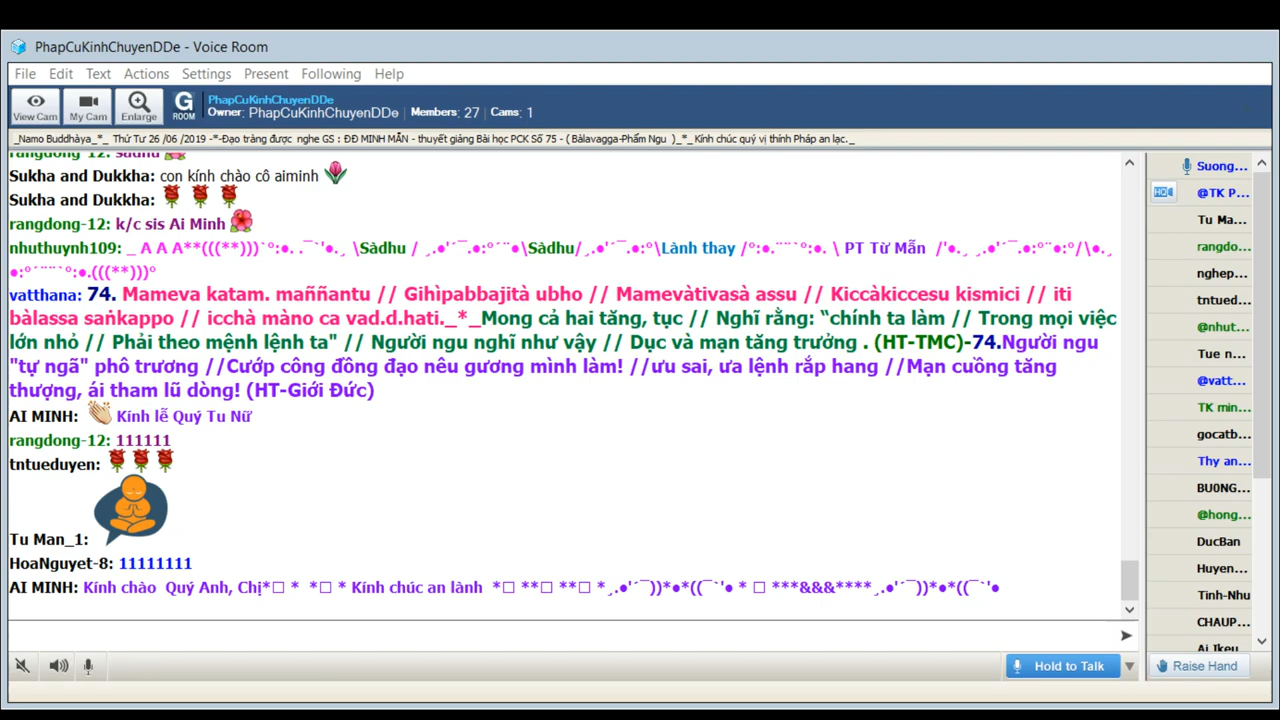 PhapCuKinhChuyenDDe - Voice Room
File Edit Text Actions Settings Present Following Help
View Cam My Cam Enlarge G ROOM
PhapCuKinhChuyenDDe
Owner: PhapCuKinhChuyenDDe Members: 27 Cams: 1
_Namo Buddhàya_*_ Thứ Tư 26 /06 /2019 -*-Đạo tràng được nghe GS : ĐĐ MINH MẪN - thuyết giảng Bài học PCK Số 75 - ( Bàlavagga-Phẩm Ngu )_*_Kính chúc quý vị thính Pháp an lạc._
rangdong-12: sadhu
Sukha and Dukkha: con kính chào cô aiminh
Sukha and Dukkha:
rangdong-12: k/c sis Ai Minh
nhuthuynh109: _ A A A**(((**)))`°:●. .¯`'●.¸ \Sàdhu / ¸.●'´¯.●:°´¨●\Sàdhu/¸.●'´¯.●:°\Lành thay /°:●.¨¨`°:●. \ PT Từ Mẫn /'●.¸ ¸.●'´¯.●:°¨●:°/\●.¸
●:°´¨¨`°:●.(((**)))°
vatthana: 74. Mameva katam. maññantu // Gihìpabbajità ubho // Mamevàtivasà assu // Kiccàkiccesu kismici // iti
bàlassa saṅkappo // icchà màno ca vad.d.hati._*_Mong cả hai tăng, tục // Nghĩ rằng: “chính ta làm // Trong mọi việc
lớn nhỏ // Phải theo mệnh lệnh ta" // Người ngu nghĩ như vậy // Dục và mạn tăng trưởng . (HT-TMC)-74.Người ngu
"tự ngã" phô trương //Cướp công đông đạo nêu gương mình làm! //ưu sai, ưa lệnh rắp hang //Mạn cuồng tăng
thượng, ái tham lũ dòng! (HT-Giới Đức)
AI MINH: Kính lễ Quý Tu Nữ
rangdong-12: 111111
tntueduyen:
Tu Man_1:
HoaNguyet-8: 11111111
AI MINH: Kính chào Quý Anh, Chị*□ * *□ * Kính chúc an lành *□ **□ **□ *¸.●'´¯))*●*((¯`'● * □ ***&&&****¸.●'´¯))*●*((¯`'●
Suong...
HD
@TK P...
Tu Ma...
rangdo...
nghep...
tntued...
@nhut...
Tue n...
@vatt...
TK min...
gocatb...
Thy an...
BU0NG...
@hong...
DucBan
Huyen...
Tinh-Nhu
CHAUP...
Ai Ikeu
Hold to Talk
Raise Hand